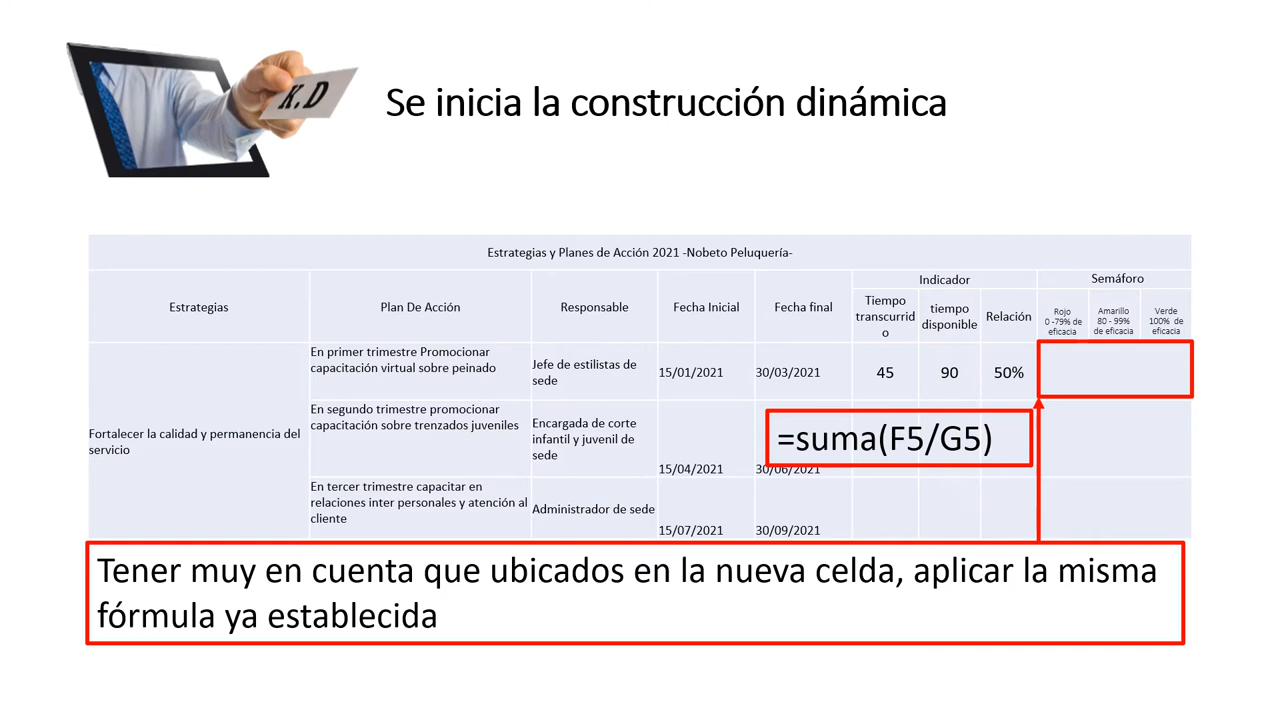 K.D
Se inicia la construcción dinámica
Estrategias y Planes de Acción 2021 -Nobeto Peluquería-
Estrategias
Plan De Acción
Responsable
Fecha Inicial
Fecha final
Indicador
Semáforo
Tiempo
transcurrid
o
tiempo
disponible
Relación
Rojo
0 -79% de
eficacia
Amarillo
80 - 99%
de eficacia
Verde
100% de
eficacia
Fortalecer la calidad y permanencia del
servicio
En primer trimestre Promocionar
capacitación virtual sobre peinado
Jefe de estilistas de
sede
15/01/2021
30/03/2021
45
90
50%
En segundo trimestre promocionar
capacitación sobre trenzados juveniles
Encargada de corte
infantil y juvenil de
sede
15/04/2021
30/06/2021
=suma(F5/G5)
En tercer trimestre capacitar en
relaciones inter personales y atención al
cliente
Administrador de sede
15/07/2021
30/09/2021
Tener muy en cuenta que ubicados en la nueva celda, aplicar la misma
fórmula ya establecida